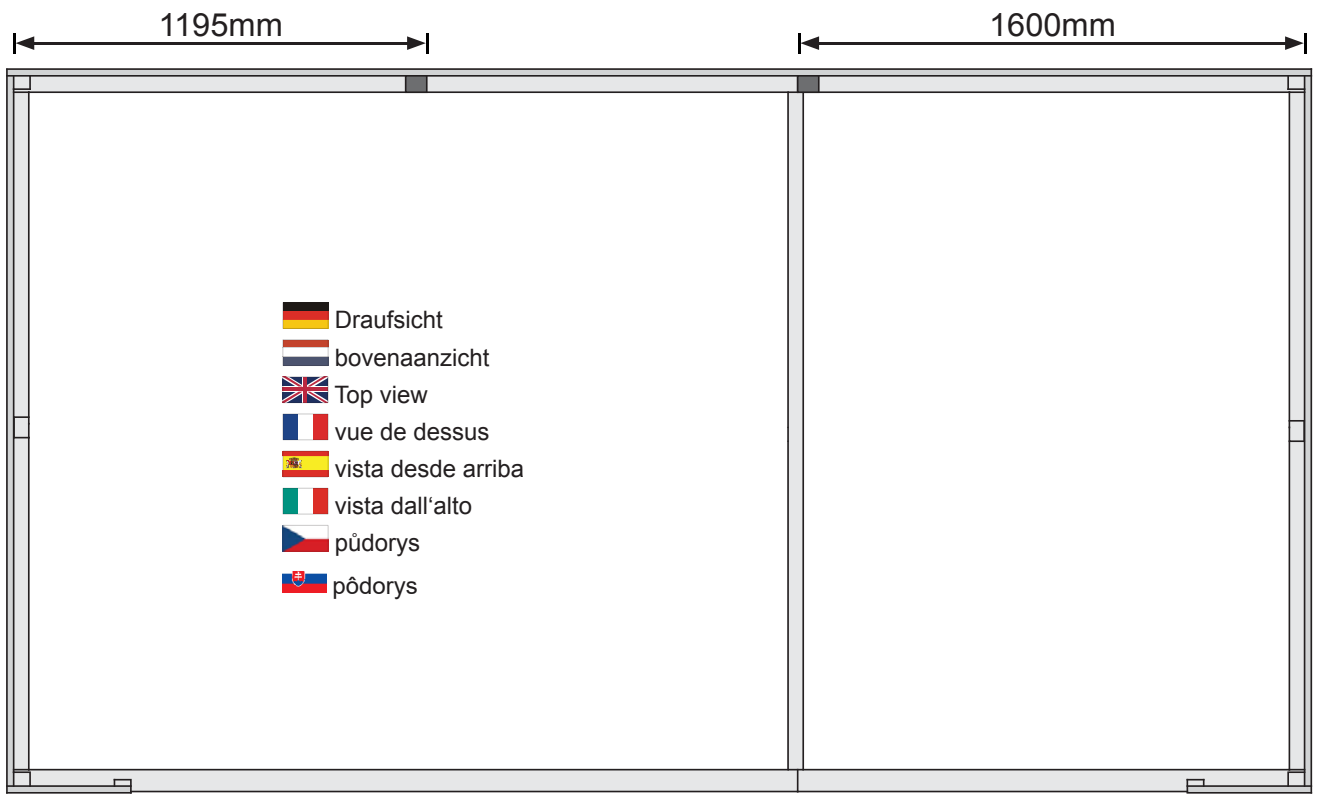 1195mm 1600mm
Draufsicht
bovenaanzicht
Top view
vue de dessus
vista desde arriba
vista dall‘alto
půdorys
pôdorys